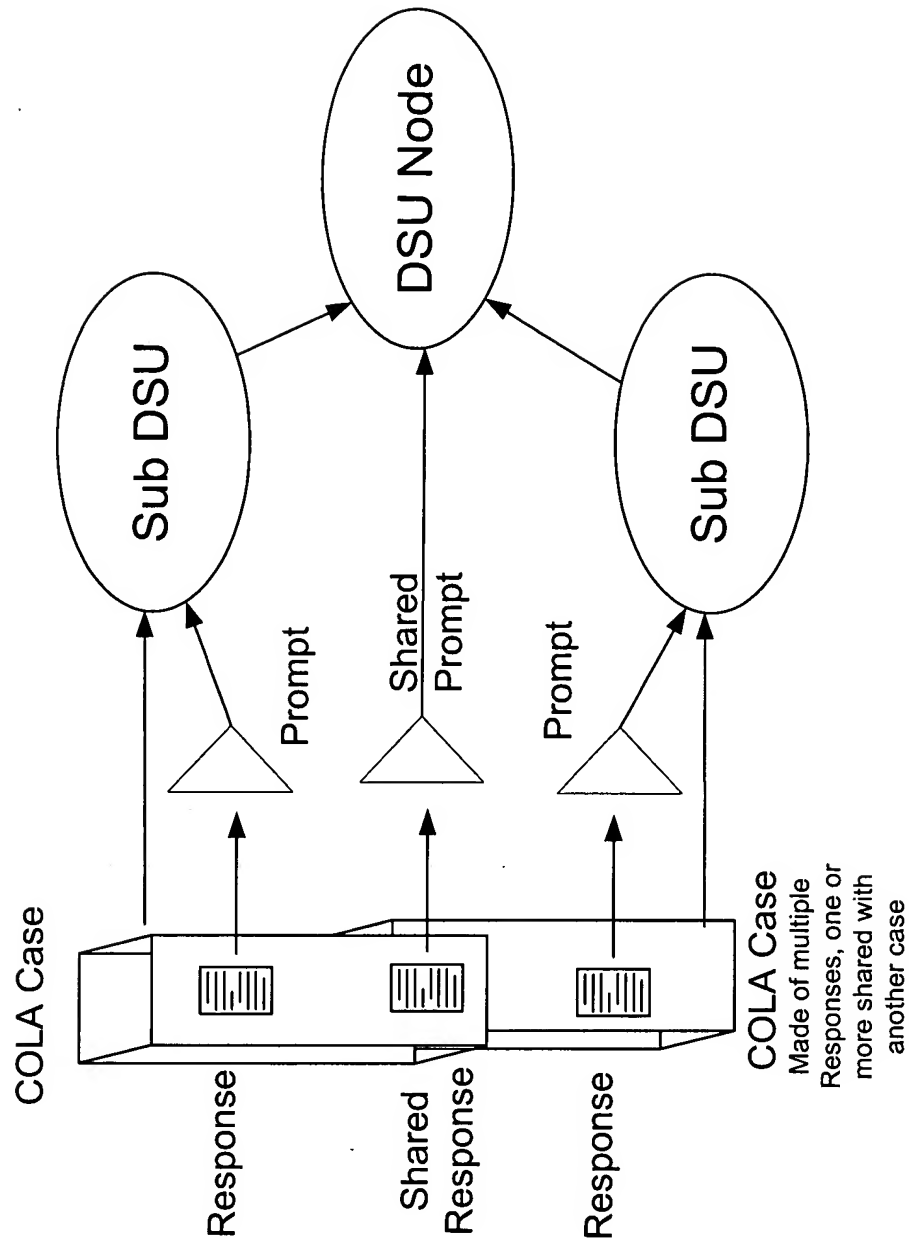 COLA Case
Sub DSU
Response
Prompt
Shared
Response
Shared
Prompt
DSU Node
Prompt
Response
Sub DSU
COLA Case
Made of multiple
Responses, one or
more shared with
another case